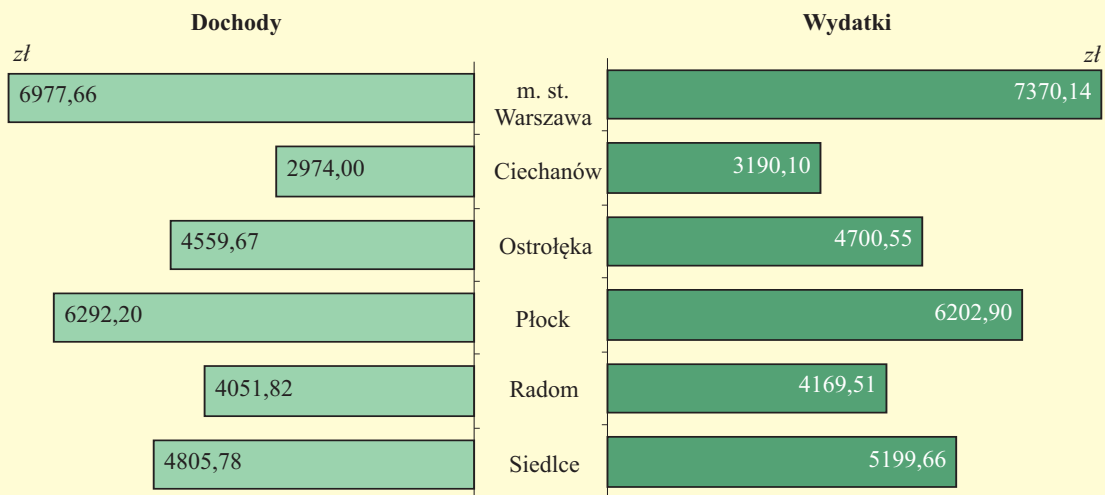 Dochody
Wydatki
zł
zł
6977,66
m. st.
Warszawa
7370,14
2974,00
Ciechanów
3190,10
4559,67
Ostrołęka
4700,55
6292,20
Płock
6202,90
4051,82
Radom
4169,51
4805,78
Siedlce
5199,66